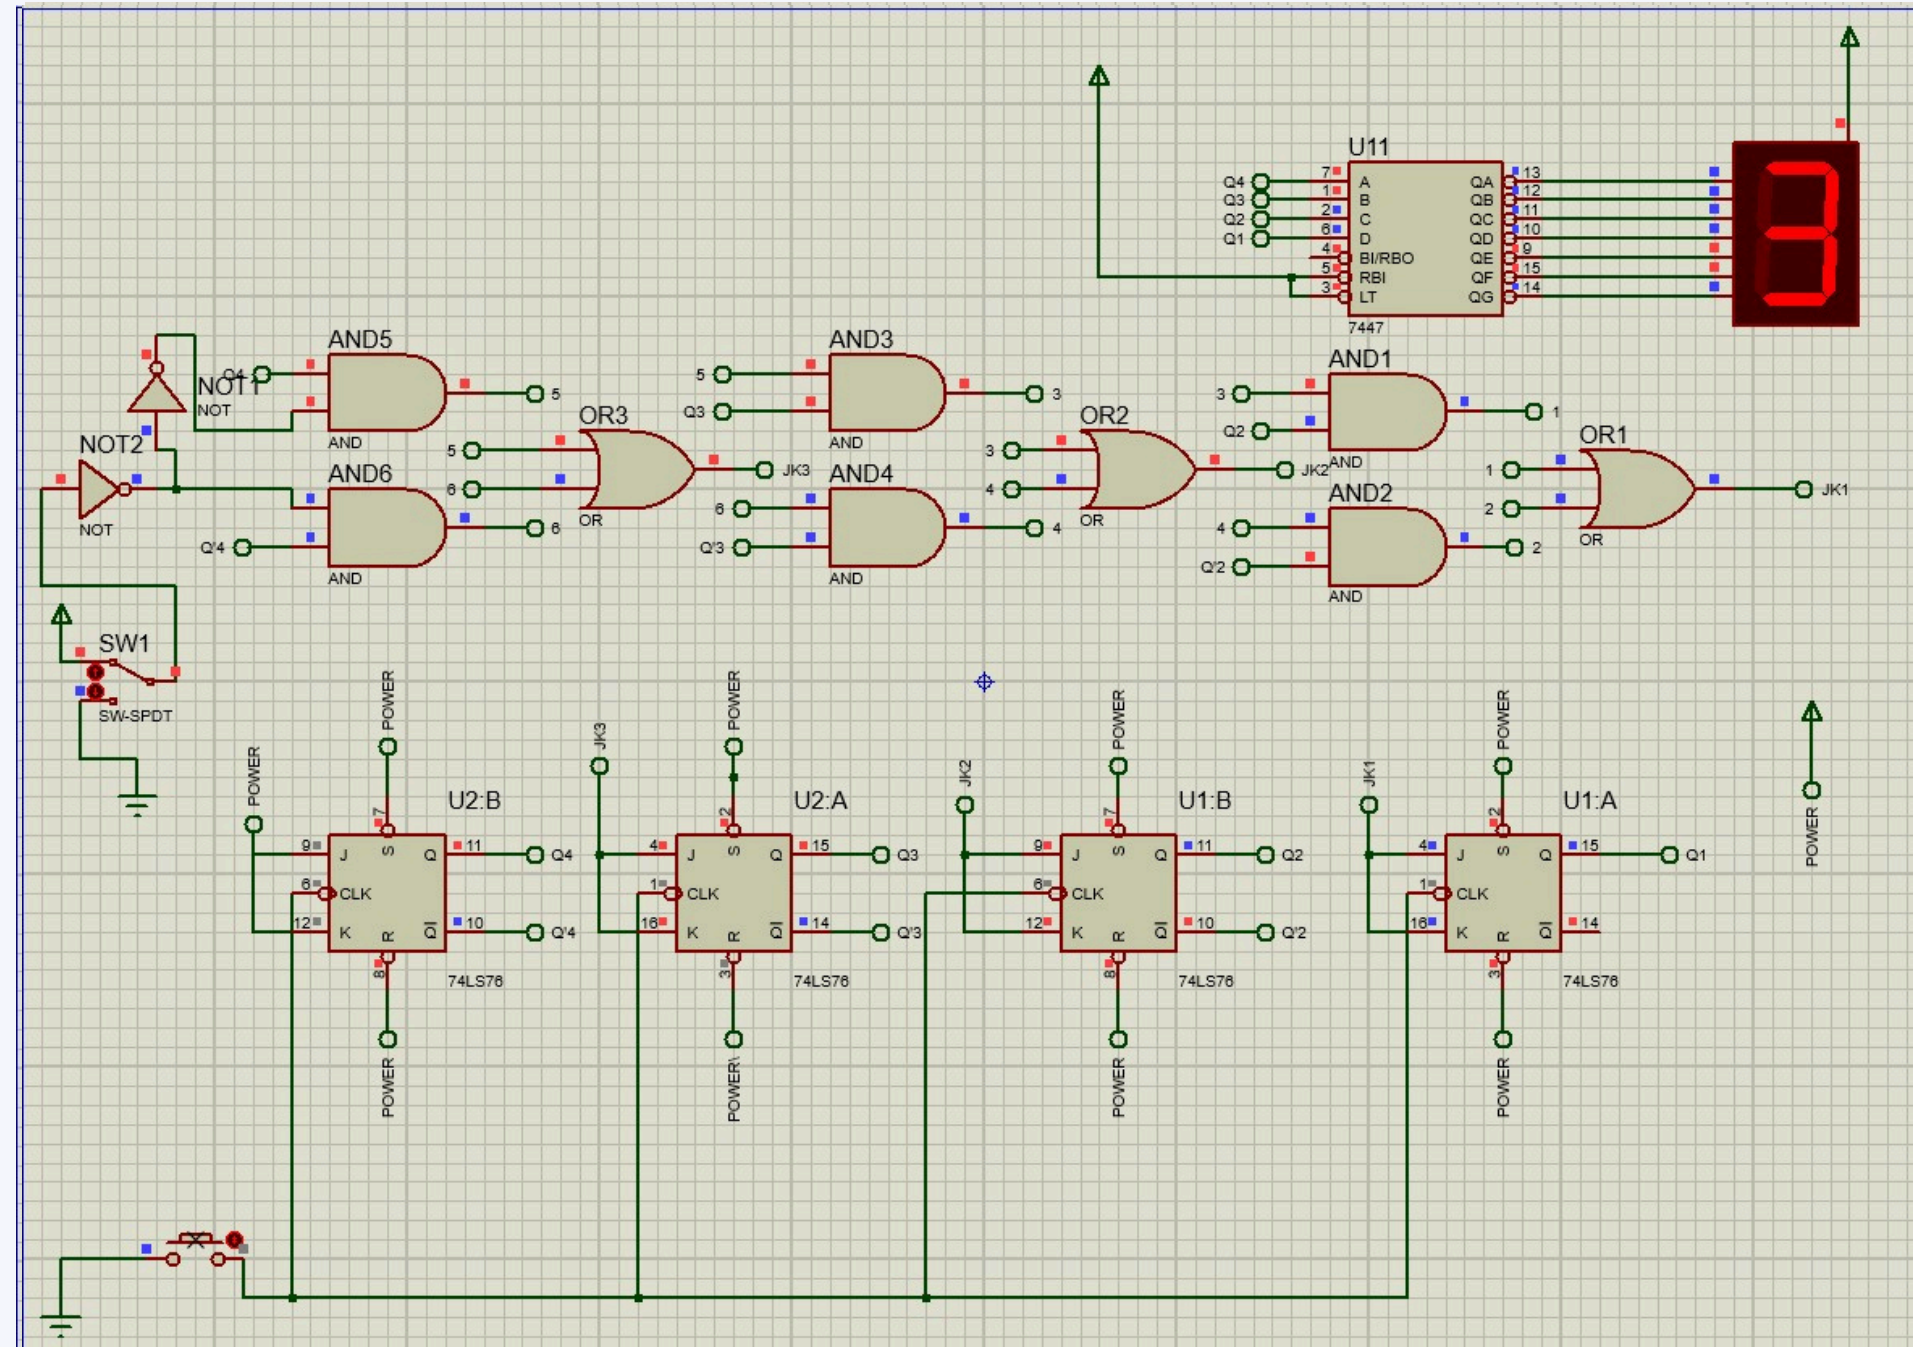 U11
Q4 7 A QA 13
Q3 1 B QB 12
Q2 2 C QC 11
Q1 6 D QD 10
4 BI/RBO QE 9
5 RBI QF 15
3 LT QG 14
7447
3
AND5
Q4
NOT1
NOT
5
AND
AND3
5
Q3
3
AND
AND1
3
Q2
1
AND
NOT2
NOT
AND6
Q'4
6
AND
OR3
5
6
JK3
OR
AND4
6
Q'3
4
AND
OR2
3
4
JK2
OR
AND2
4
Q'2
2
AND
OR1
1
2
JK1
OR
SW1
SW-SPDT
POWER
POWER
U2:B
9 J S Q 11 Q4
7
6 CLK
12 K R Q 10 Q'4
8
74LS76
POWER
JK3
POWER
U2:A
4 J S Q 15 Q3
2
1 CLK
16 K R Q 14 Q'3
3
74LS76
POWER\
JK2
POWER
U1:B
9 J S Q 11 Q2
7
6 CLK
12 K R Q 10 Q'2
8
74LS76
POWER
JK1
POWER
U1:A
4 J S Q 15 Q1
2
1 CLK
16 K R Q 14
3
74LS76
POWER
POWER